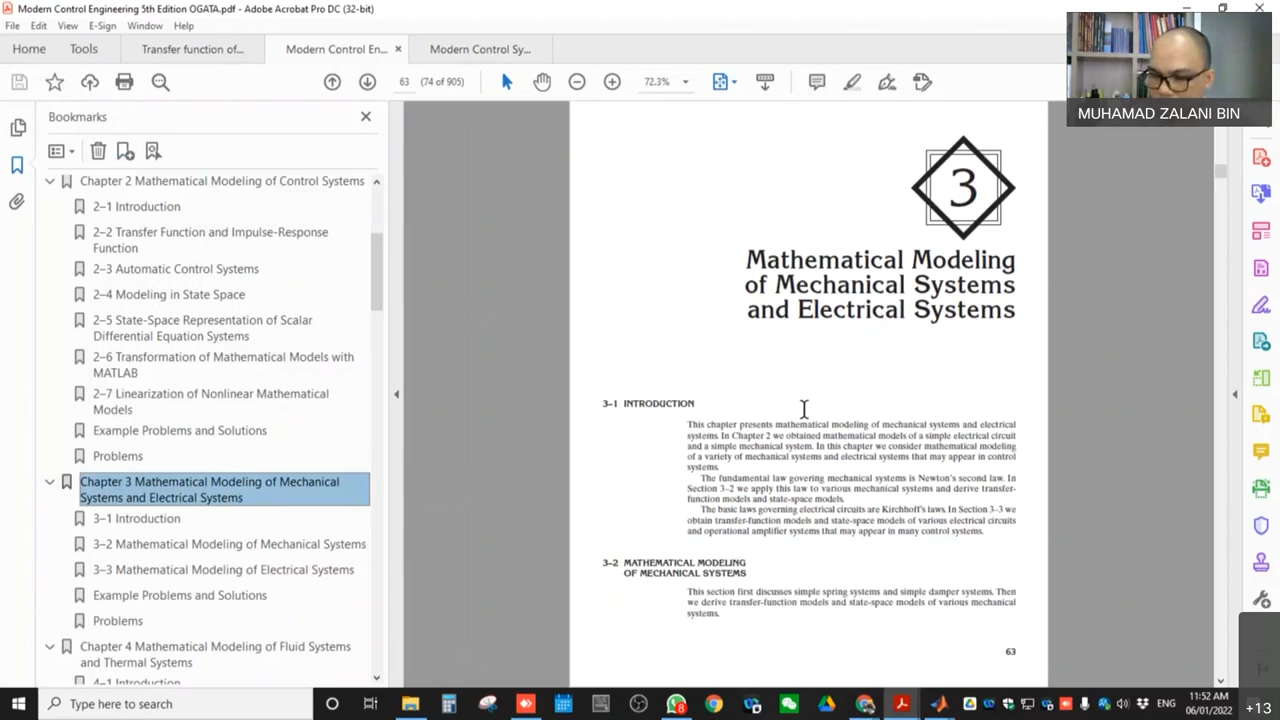 Modern Control Engineering 5th Edition OGATA.pdf - Adobe Acrobat Pro DC (32-bit)
File Edit View E-Sign Window Help
Home Tools Transfer function of... Modern Control En... × Modern Control Sy...
63 (74 of 905) 72.3%
MUHAMAD ZALANI BIN
Bookmarks
Chapter 2 Mathematical Modeling of Control Systems
2–1 Introduction
2–2 Transfer Function and Impulse-Response
Function
2–3 Automatic Control Systems
2–4 Modeling in State Space
2–5 State-Space Representation of Scalar
Differential Equation Systems
2–6 Transformation of Mathematical Models with
MATLAB
2–7 Linearization of Nonlinear Mathematical
Models
Example Problems and Solutions
Problems
Chapter 3 Mathematical Modeling of Mechanical
Systems and Electrical Systems
3–1 Introduction
3–2 Mathematical Modeling of Mechanical Systems
3–3 Mathematical Modeling of Electrical Systems
Example Problems and Solutions
Problems
Chapter 4 Mathematical Modeling of Fluid Systems
and Thermal Systems
4–1 Introduction
3
Mathematical Modeling
of Mechanical Systems
and Electrical Systems
3–1 INTRODUCTION
This chapter presents mathematical modeling of mechanical systems and electrical
systems. In Chapter 2 we obtained mathematical models of a simple electrical circuit
and a simple mechanical system. In this chapter we consider mathematical modeling
of a variety of mechanical systems and electrical systems that may appear in control
systems.
The fundamental law govering mechanical systems is Newton's second law. In
Section 3–2 we apply this law to various mechanical systems and derive transfer-
function models and state-space models.
The basic laws governing electrical circuits are Kirchhoff's laws. In Section 3–3 we
obtain transfer-function models and state-space models of various electrical circuits
and operational amplifier systems that may appear in many control systems.
3–2 MATHEMATICAL MODELING
OF MECHANICAL SYSTEMS
This section first discusses simple spring systems and simple damper systems. Then
we derive transfer-function models and state-space models of various mechanical
systems.
63
Type here to search
8
ENG
11:52 AM
06/01/2022
+13